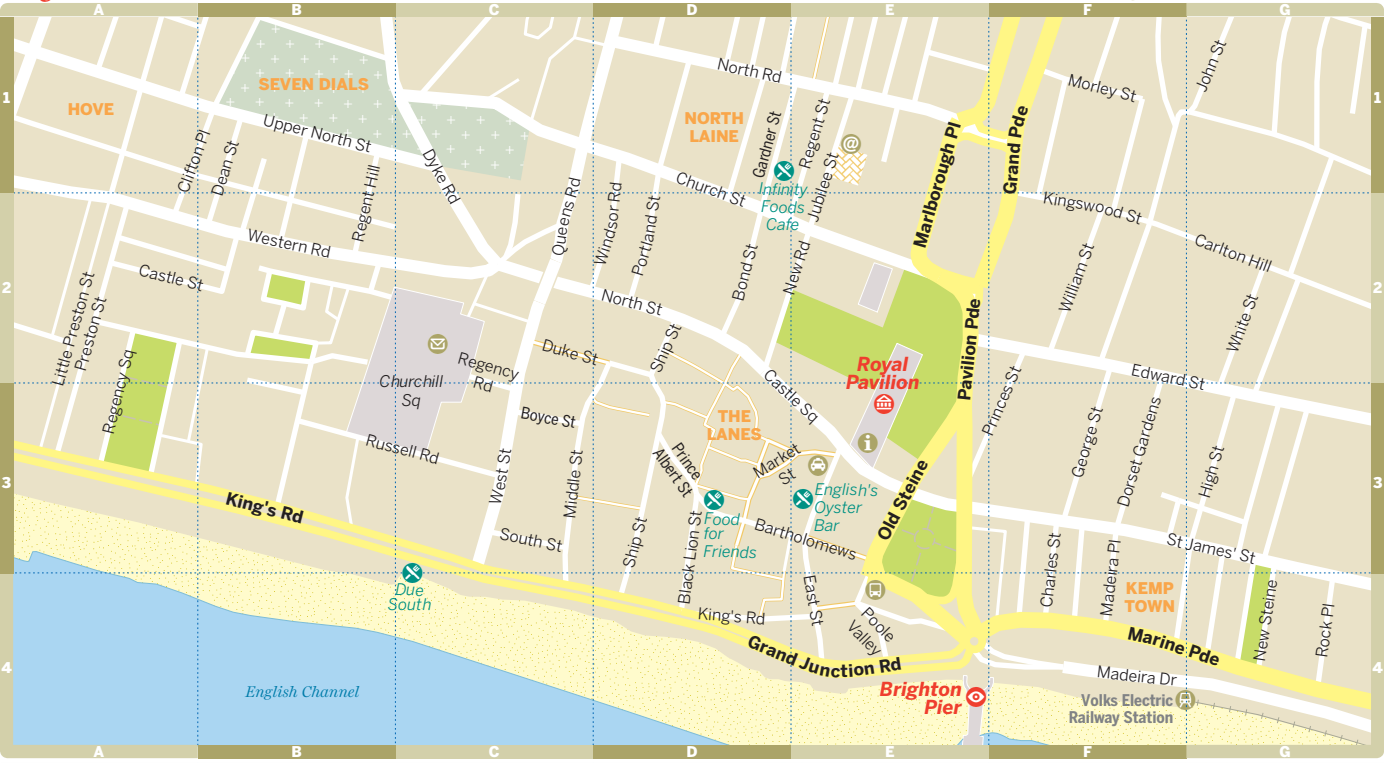 A B C D E F G
1
HOVE
SEVEN DIALS
Upper North St
Clifton Pl
Dean St
Regent Hill
Dyke Rd
North Rd
NORTH
LAINE
Gardner St
Regent St
@
Jubilee St
Infinity
Foods
Cafe
Church St
Marlborough Pl
Grand Pde
Morley St
John St
1
2
Western Rd
Castle St
Little Preston St
Preston St
Regency Sq
Queens Rd
Windsor Rd
Portland St
Bond St
New Rd
North St
Duke St
Ship St
Regency
Rd
Churchill
Sq
Castle Sq
Royal
Pavilion
Pavilion Pde
Kingswood St
Carlton Hill
William St
White St
Edward St
2
3
Russell Rd
Boyce St
West St
Middle St
South St
Ship St
Prince
Albert St
THE
LANES
Market
St
i
English's
Oyster
Bar
Food
for
Friends
Black Lion St
Bartholomews
Old Steine
Princes St
George St
Dorset Gardens
High St
St James' St
Charles St
Madeira Pl
3
King's Rd
Due
South
4
English Channel
King's Rd
East St
Poole
Valley
Grand Junction Rd
Brighton
Pier
KEMP
TOWN
New Steine
Rock Pl
Marine Pde
Madeira Dr
Volks Electric
Railway Station
4
A B C D E F G